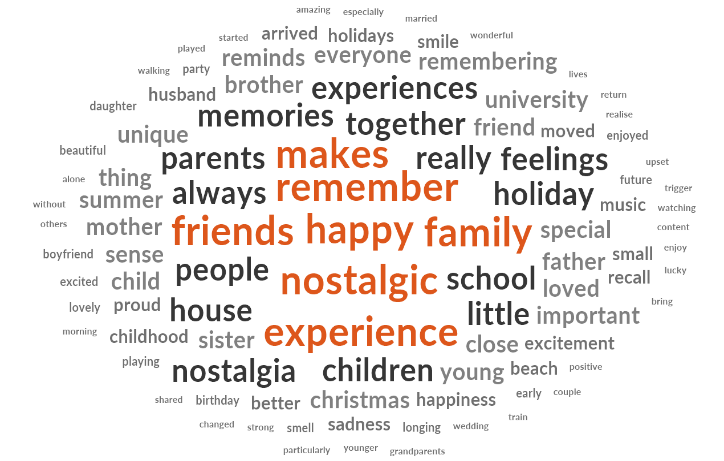 amazing especially
married
started arrived holidays smile wonderful
played reminds everyone remembering
walking party lives
husband brother experiences university return
daughter memories together friend moved realise
unique enjoyed
beautiful parents makes really feelings upset
alone thing always remember holiday future trigger
without summer music watching
others mother friends happy family special content
boyfriend sense father small enjoy
excited child people nostalgic school loved recall lucky
lovely proud house little important bring
morning childhood sister experience close excitement
playing nostalgia children young beach positive
shared birthday better christmas happiness early couple
changed strong smell sadness longing wedding train
particularly younger grandparents